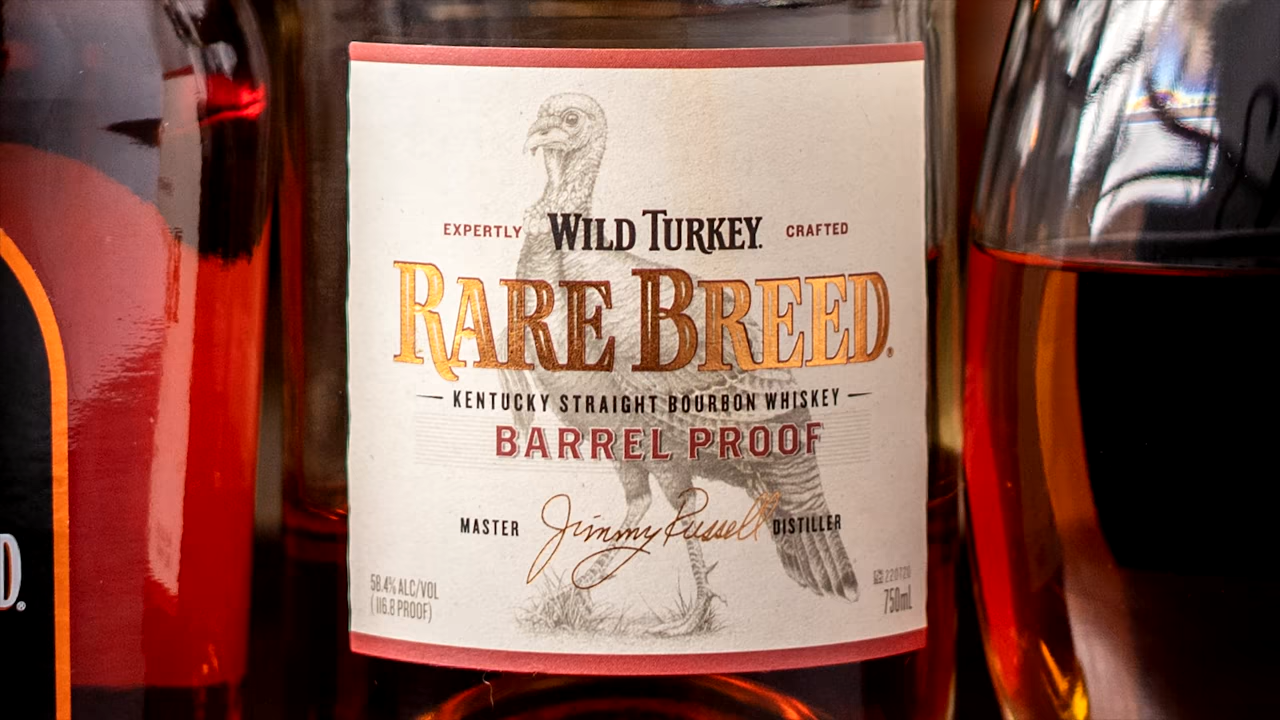 EXPERTLY WILD TURKEY. CRAFTED
RARE BREED®
KENTUCKY STRAIGHT BOURBON WHISKEY
BARREL PROOF
MASTER Jimmy Russell DISTILLER
58.4% ALC/VOL
(116.8 PROOF)
750mL
D®